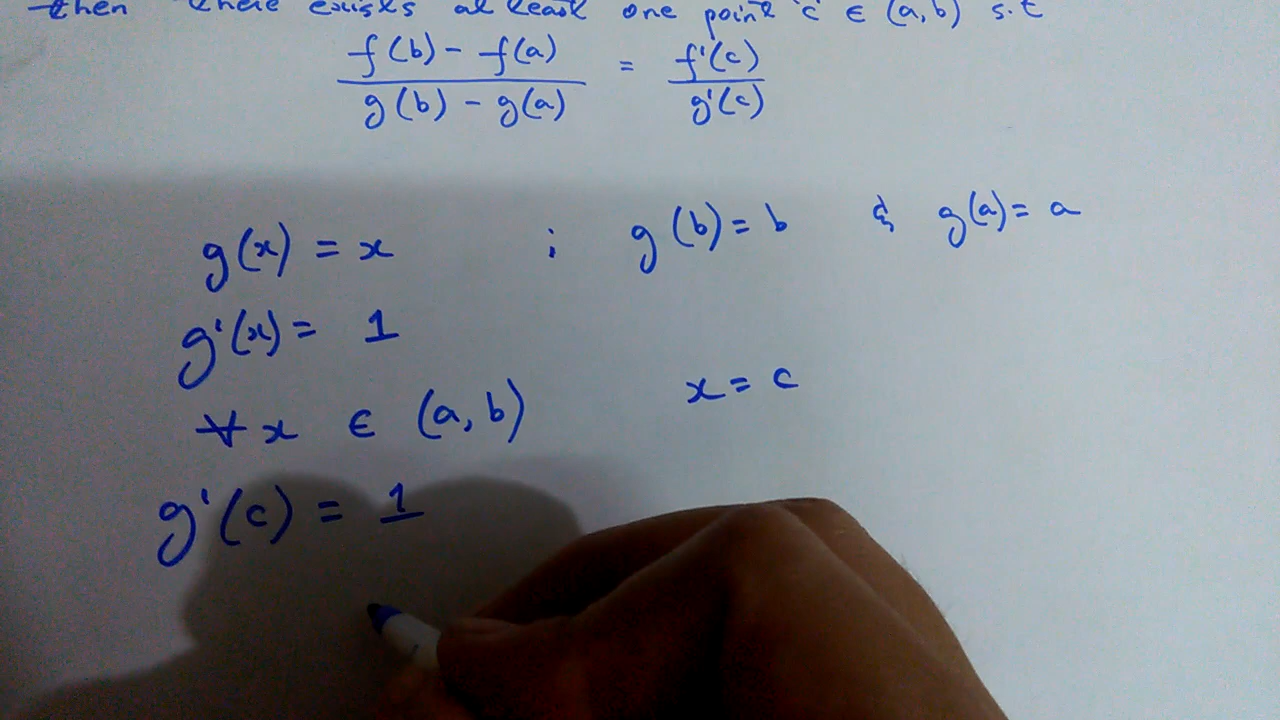 then there exists at least one point 'c' ∈ (a,b) s.t
f(b) - f(a) / g(b) - g(a) = f'(c) / g'(c)
g(x) = x ; g(b) = b & g(a) = a
g'(x) = 1
∀ x ∈ (a, b) x = c
g'(c) = 1